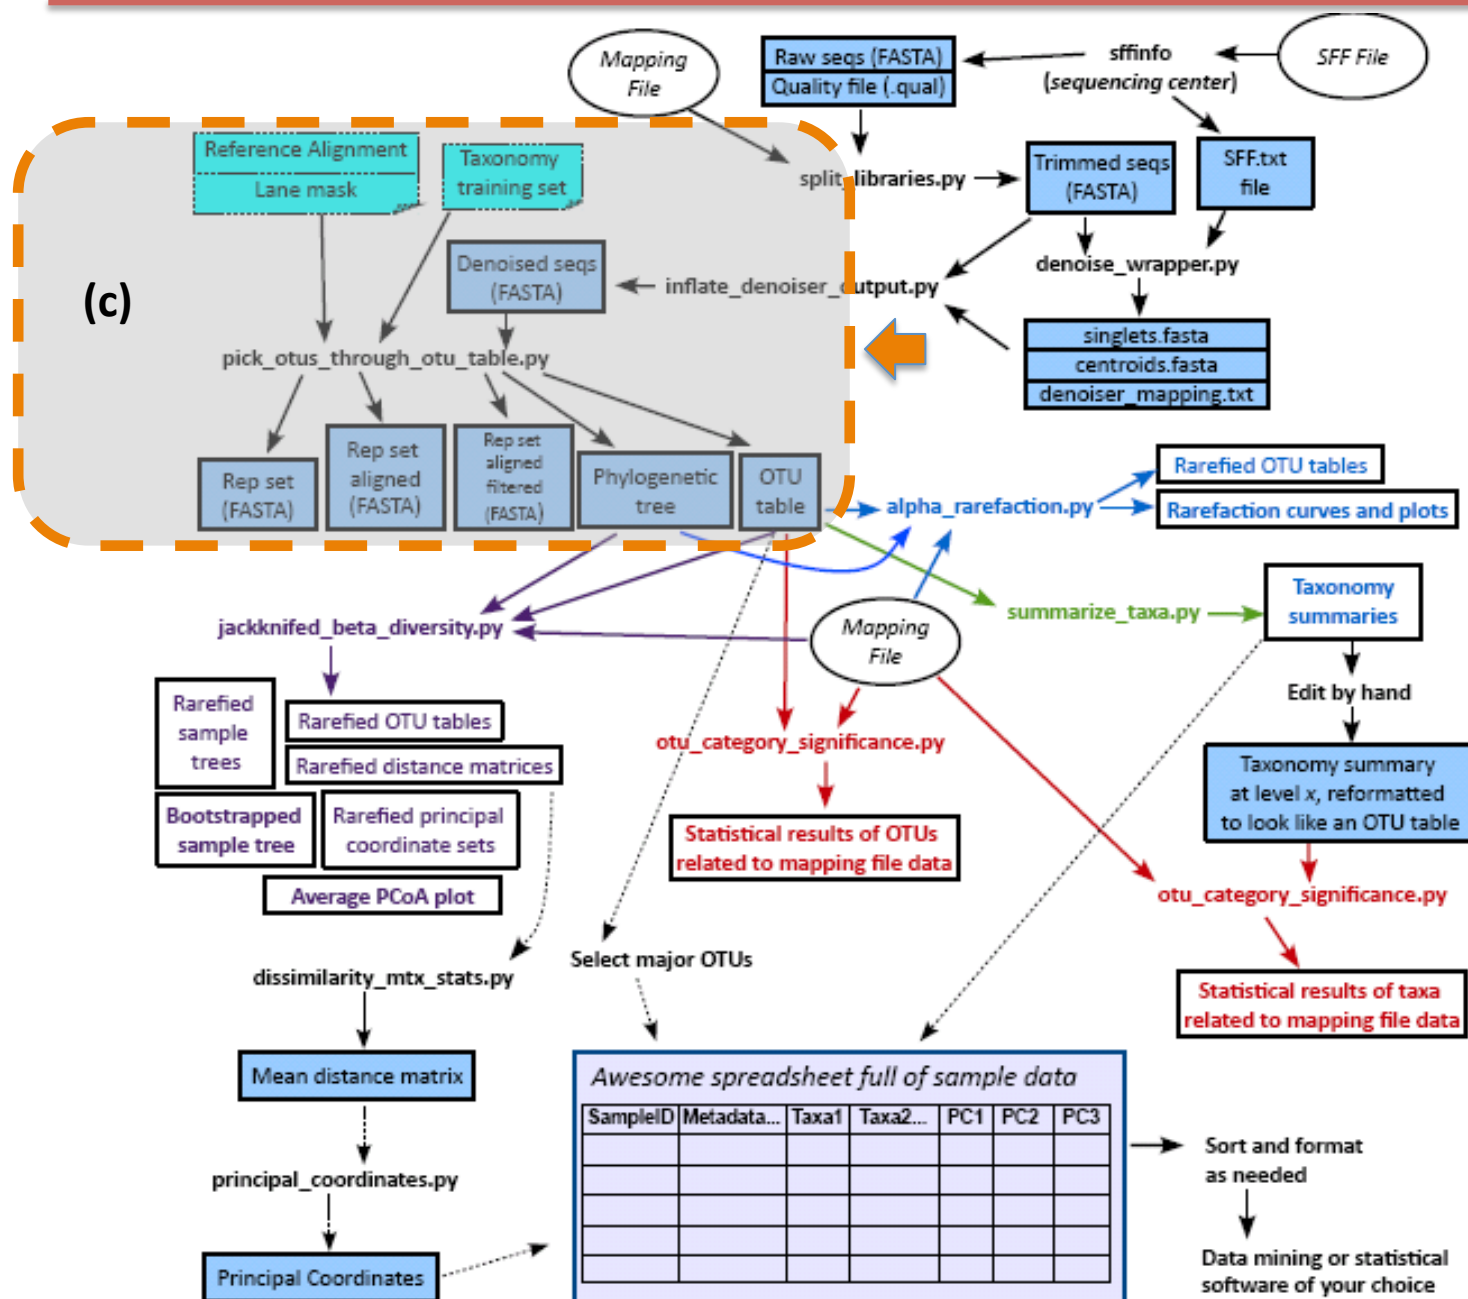 Mapping
File
Raw seqs (FASTA)
Quality file (.qual)
sffinfo
(sequencing center)
SFF File
Reference Alignment
Lane mask
Taxonomy
training set
split_libraries.py
Trimmed seqs
(FASTA)
SFF.txt
file
(c)
Denoised seqs
(FASTA)
inflate_denoiser_output.py
denoise_wrapper.py
singlets.fasta
centroids.fasta
denoiser_mapping.txt
pick_otus_through_otu_table.py
Rep set
(FASTA)
Rep set
aligned
(FASTA)
Rep set
aligned
filtered
(FASTA)
Phylogenetic
tree
OTU
table
alpha_rarefaction.py
Rarefied OTU tables
Rarefaction curves and plots
jackknifed_beta_diversity.py
Mapping
File
summarize_taxa.py
Taxonomy
summaries
Edit by hand
Rarefied
sample
trees
Rarefied OTU tables
Rarefied distance matrices
Bootstrapped
sample tree
Rarefied principal
coordinate sets
Average PCoA plot
otu_category_significance.py
Statistical results of OTUs
related to mapping file data
Taxonomy summary
at level x, reformatted
to look like an OTU table
otu_category_significance.py
Statistical results of taxa
related to mapping file data
dissimilarity_mtx_stats.py
Select major OTUs
Mean distance matrix
principal_coordinates.py
Principal Coordinates
Awesome spreadsheet full of sample data
SampleID Metadata... Taxa1 Taxa2... PC1 PC2 PC3
Sort and format
as needed
Data mining or statistical
software of your choice